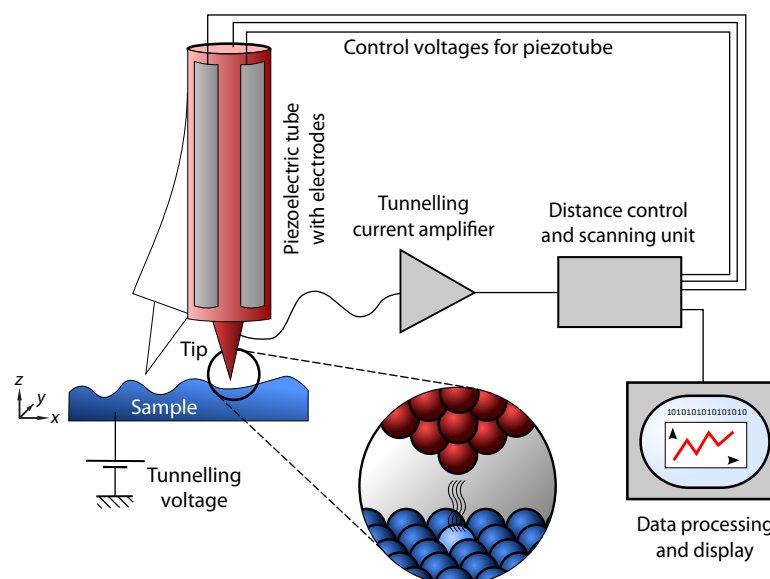 Control voltages for piezotube
Piezoelectric tube
with electrodes
Tunnelling
current amplifier
Distance control
and scanning unit
Tip
z
y
x
Sample
Tunnelling
voltage
10101010101010
Data processing
and display